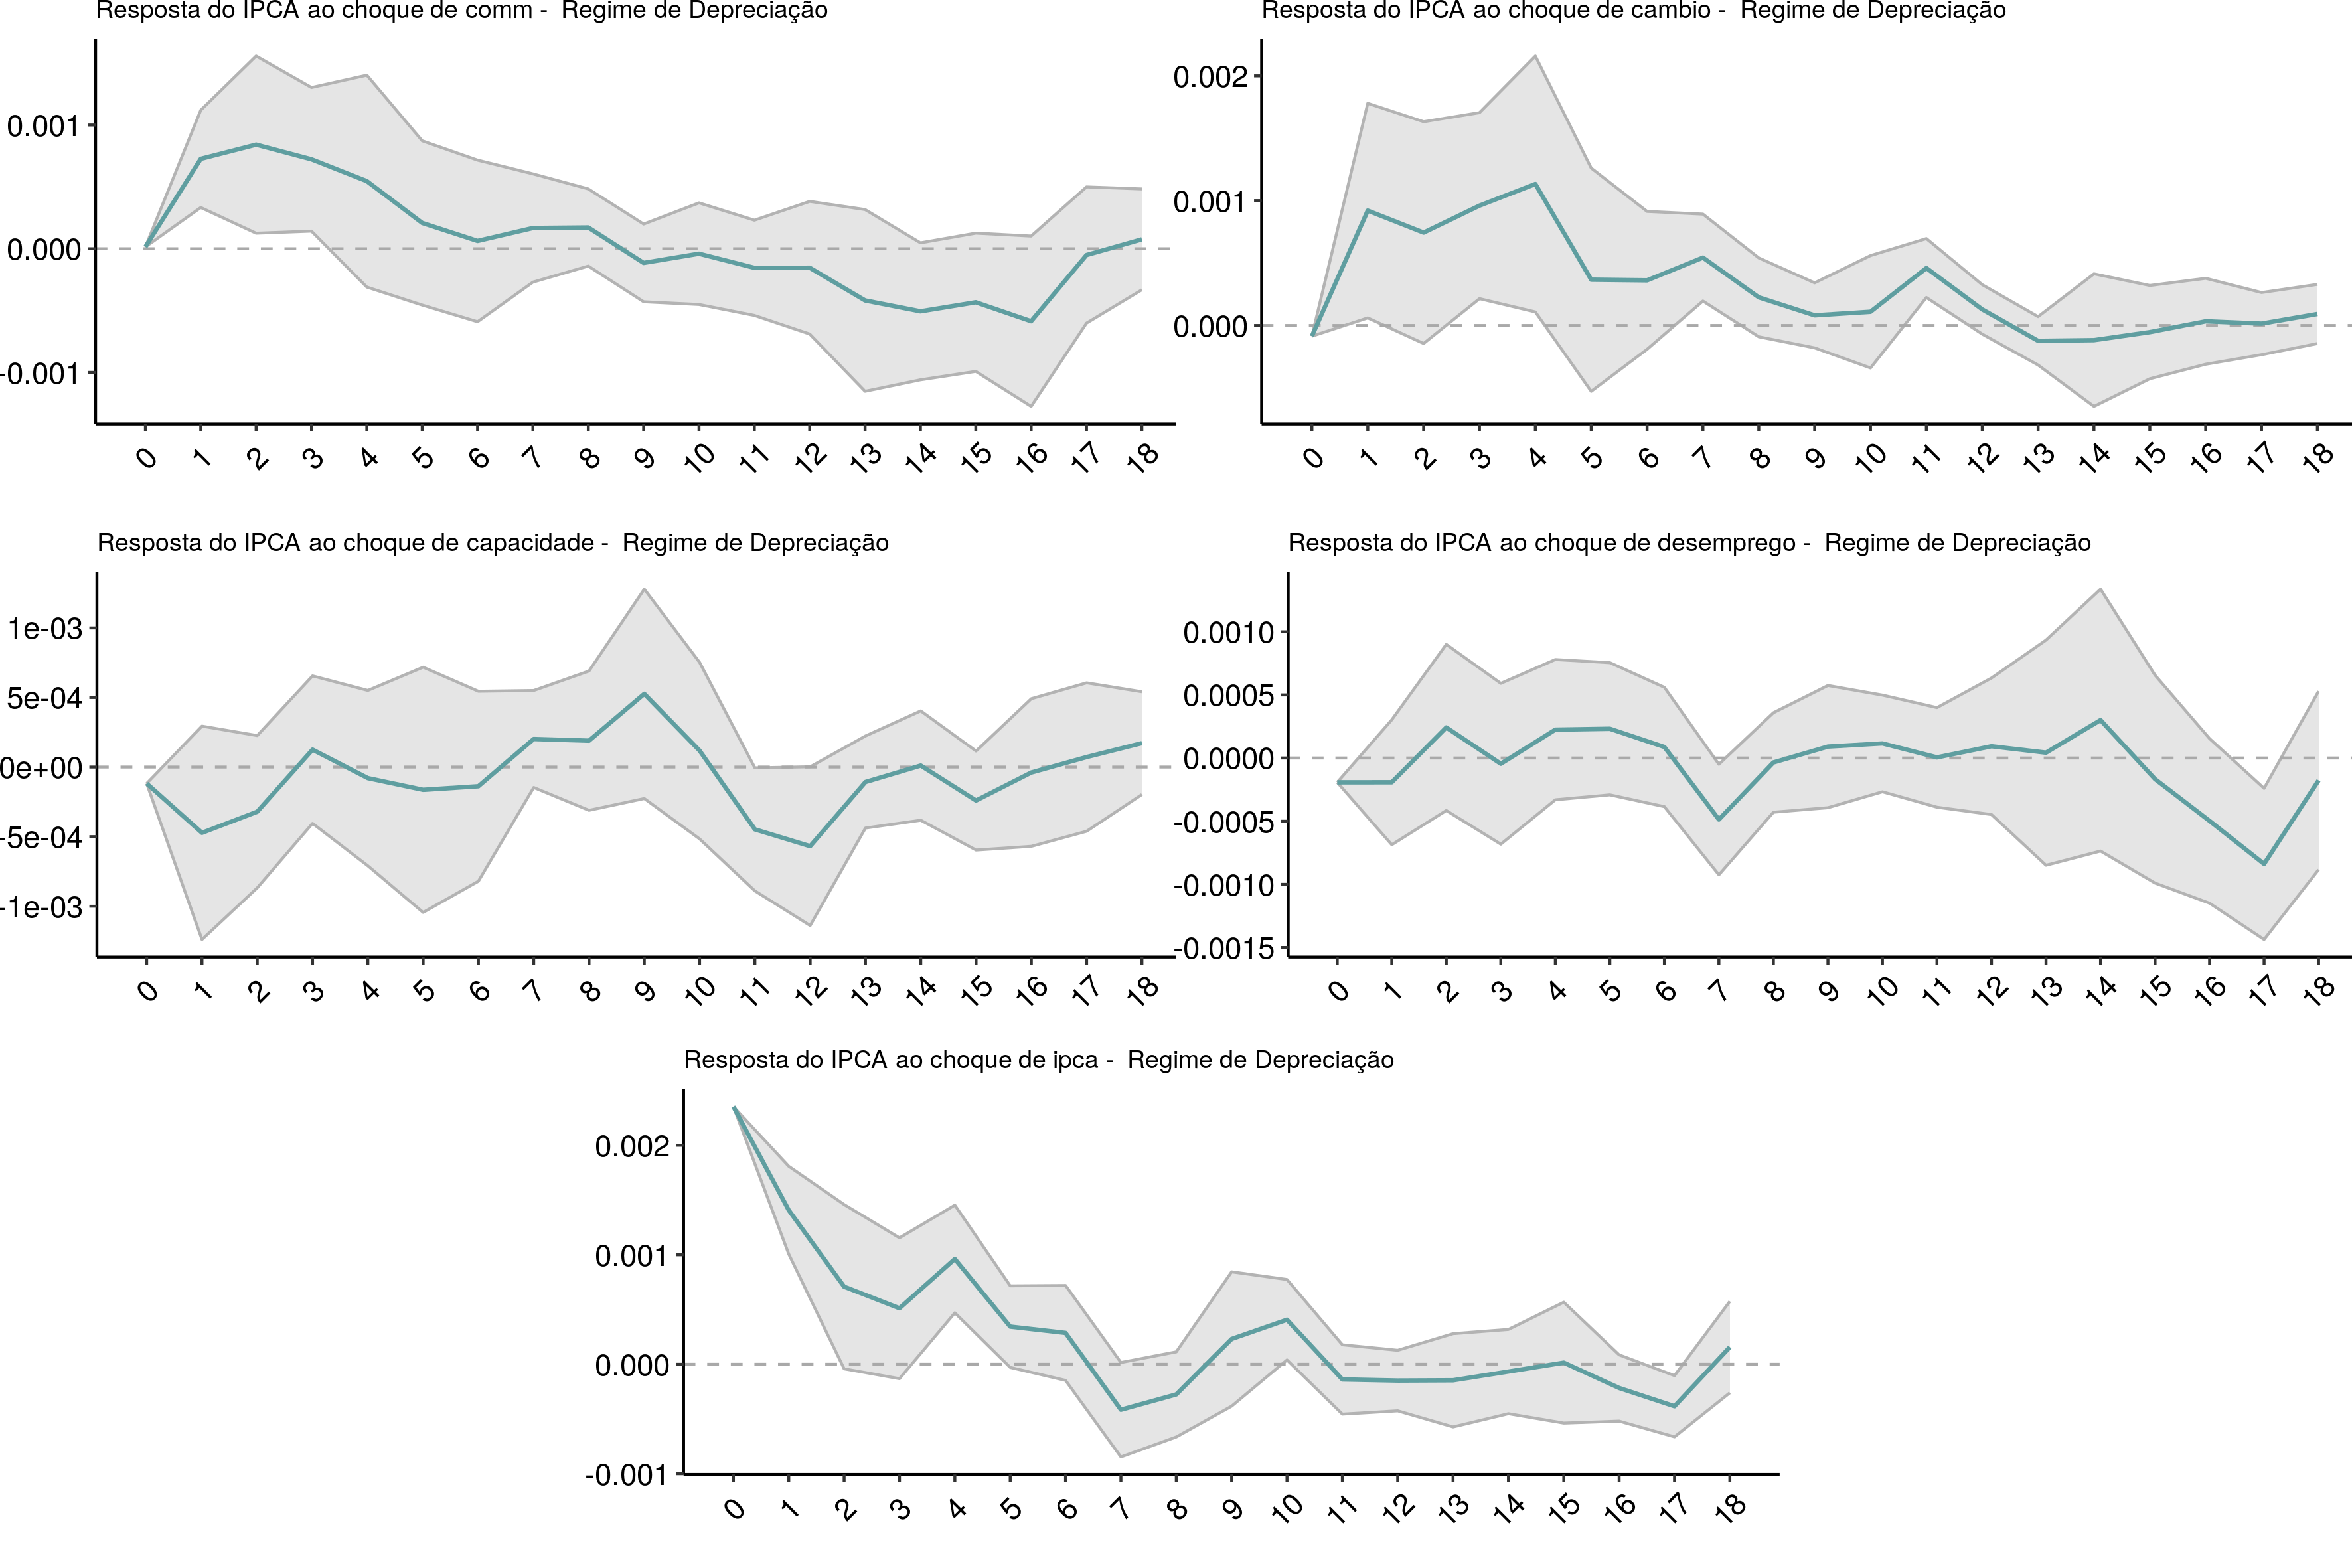 Resposta do IPCA ao choque de comm - Regime de Depreciação
0.001
0.000
-0.001
0 1 2 3 4 5 6 7 8 9 10 11 12 13 14 15 16 17 18
Resposta do IPCA ao choque de cambio - Regime de Depreciação
0.002
0.001
0.000
0 1 2 3 4 5 6 7 8 9 10 11 12 13 14 15 16 17 18
Resposta do IPCA ao choque de capacidade - Regime de Depreciação
1e-03
5e-04
0e+00
-5e-04
-1e-03
0 1 2 3 4 5 6 7 8 9 10 11 12 13 14 15 16 17 18
Resposta do IPCA ao choque de desemprego - Regime de Depreciação
0.0010
0.0005
0.0000
-0.0005
-0.0010
-0.0015
0 1 2 3 4 5 6 7 8 9 10 11 12 13 14 15 16 17 18
Resposta do IPCA ao choque de ipca - Regime de Depreciação
0.002
0.001
0.000
-0.001
0 1 2 3 4 5 6 7 8 9 10 11 12 13 14 15 16 17 18